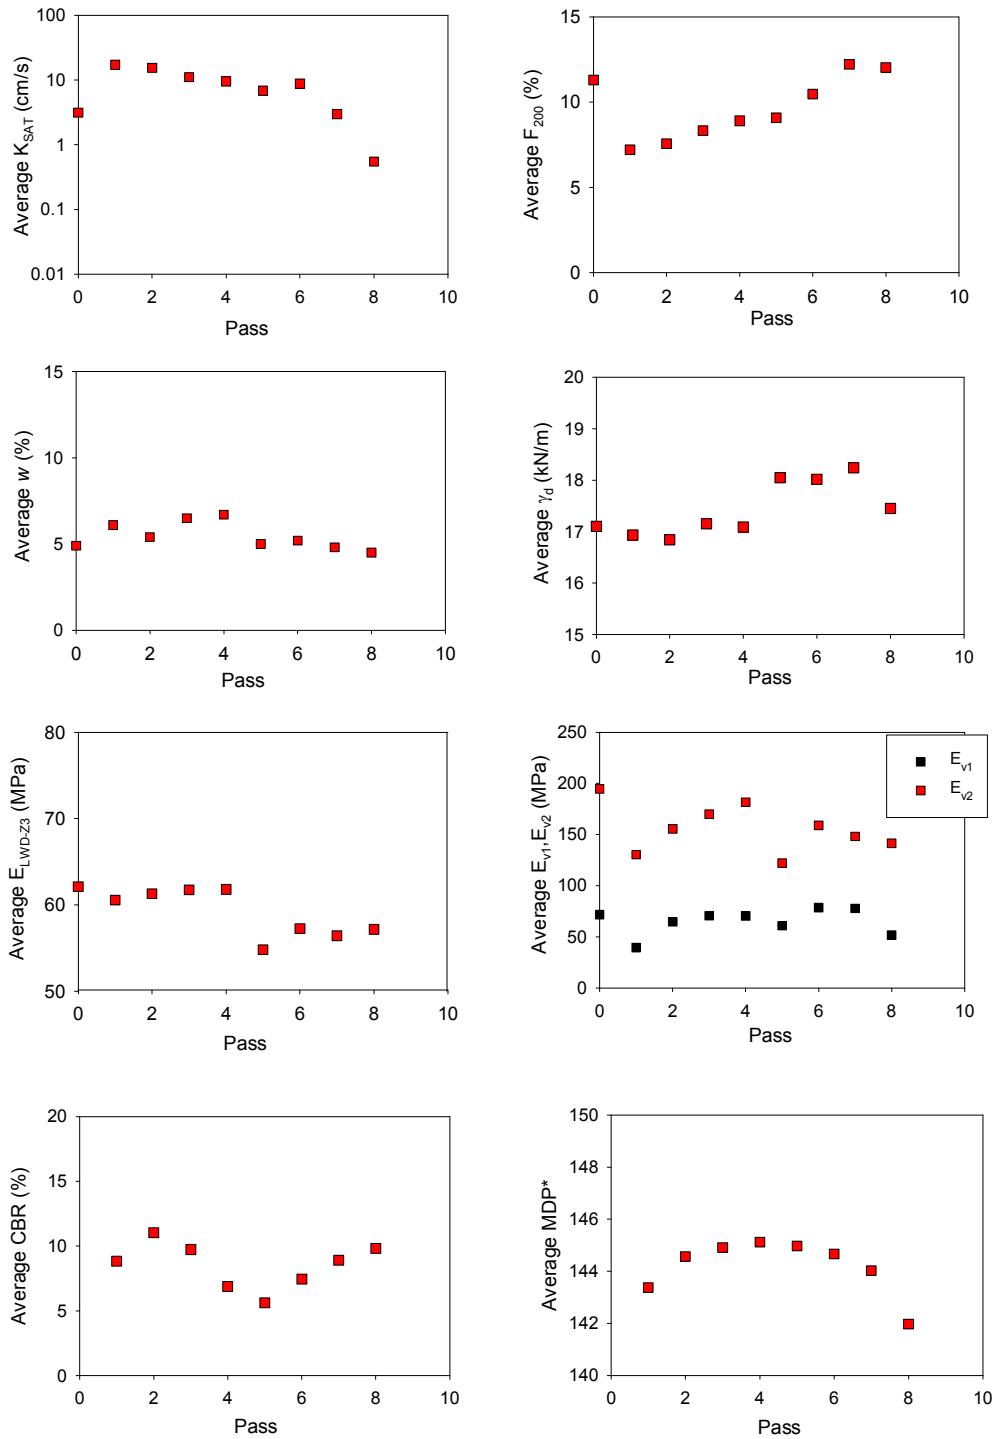 Average K_SAT (cm/s)
100
10
1
0.1
0.01
0 2 4 6 8 10
Pass
Average F_200 (%)
15
10
5
0
0 2 4 6 8 10
Pass
Average w (%)
15
10
5
0
0 2 4 6 8 10
Pass
Average γ_d (kN/m)
20
19
18
17
16
15
0 2 4 6 8 10
Pass
Average E_LWD-Z3 (MPa)
80
70
60
50
0 2 4 6 8 10
Pass
Average E_v1,E_v2 (MPa)
250
200
150
100
50
0
0 2 4 6 8 10
Pass
E_v1
E_v2
Average CBR (%)
20
15
10
5
0
0 2 4 6 8 10
Pass
Average MDP*
150
148
146
144
142
140
0 2 4 6 8 10
Pass